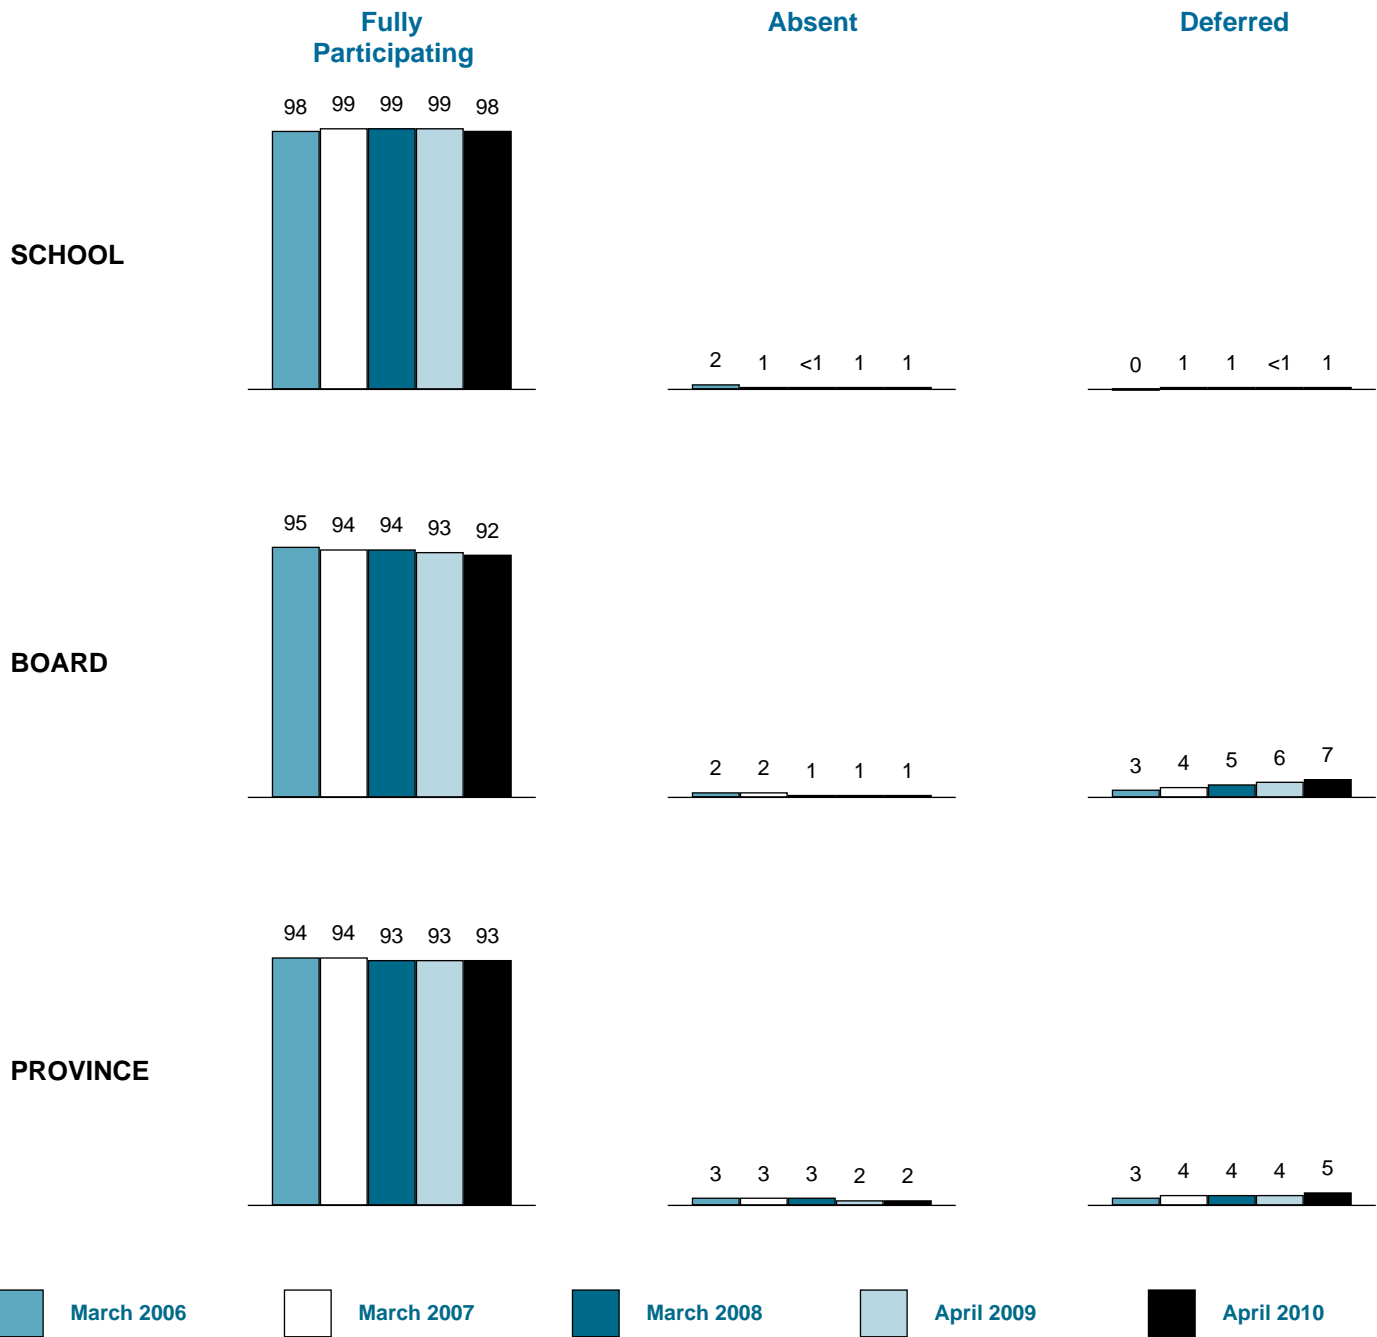 Fully
Participating
Absent
Deferred
98 99 99 99 98
SCHOOL
2 1 <1 1 1
0 1 1 <1 1
95 94 94 93 92
BOARD
2 2 1 1 1
3 4 5 6 7
94 94 93 93 93
PROVINCE
3 3 3 2 2
3 4 4 4 5
March 2006
March 2007
March 2008
April 2009
April 2010